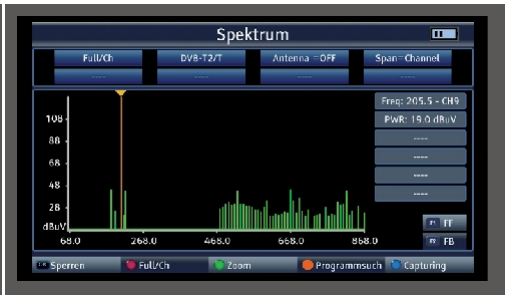 Spektrum
Full/Ch DVB-T2/T Antenna =OFF Span=Channel
---- ---- ---- ----
Freq: 205.5 - CH9
PWR: 19.0 dBuV
----
----
----
----
108
88
68
48
28
dBuV
68.0 268.0 468.0 668.0 868.0
FF
FB
Sperren Full/Ch Zoom Programmsuch Capturing